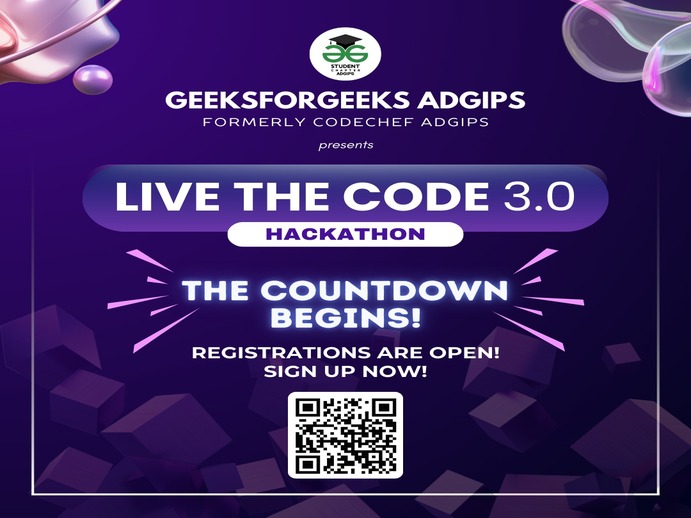 STUDENT
CHAPTER
ADGIPS
GEEKSFORGEEKS ADGIPS
FORMERLY CODECHEF ADGIPS
presents
LIVE THE CODE 3.0
HACKATHON
THE COUNTDOWN
BEGINS!
REGISTRATIONS ARE OPEN!
SIGN UP NOW!